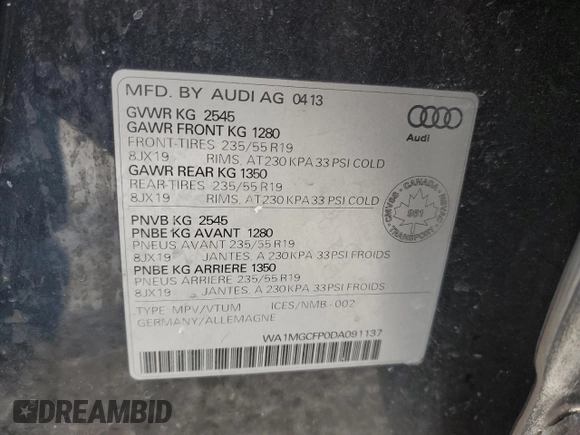 MFD. BY AUDI AG 0413
GVWR KG 2545
GAWR FRONT KG 1280
FRONT-TIRES 235/55 R19
8JX19 RIMS, AT 230 KPA 33 PSI COLD
GAWR REAR KG 1350
REAR-TIRES 235/55 R19
8JX19 RIMS, AT 230 KPA 33 PSI COLD
PNVB KG 2545
PNBE KG AVANT 1280
PNEUS AVANT 235/55 R19
8JX19 JANTES, A 230 KPA 33 PSI FROIDS
PNBE KG ARRIERE 1350
PNEUS ARRIERE 235/55 R19
8JX19 JANTES, A 230 KPA 33 PSI FROIDS
TYPE MPV/VTUM ICES/NMB-002
GERMANY/ALLEMAGNE
WA1MGCFP0DA091137
Audi
CMVSS - CANADA - NSVAC
951
TRANSPORT
DREAMBID